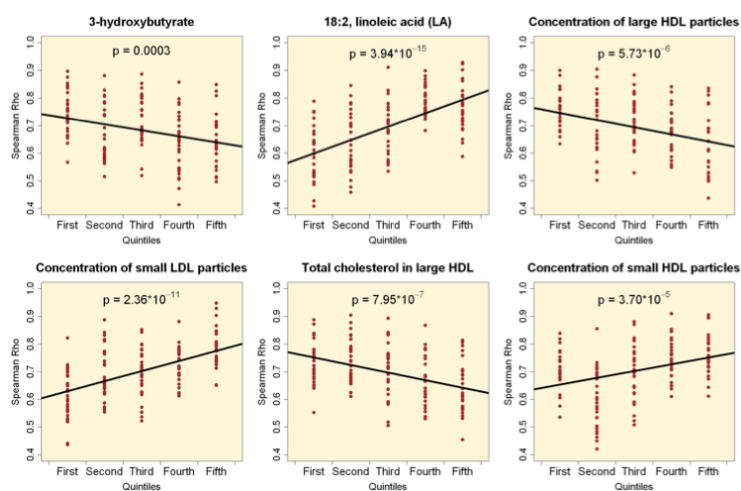 3-hydroxybutyrate
p = 0.0003
Spearman Rho
1.0
0.9
0.8
0.7
0.6
0.5
0.4
First Second Third Fourth Fifth
Quintiles
18:2, linoleic acid (LA)
p = 3.94*10⁻¹⁵
Spearman Rho
1.0
0.9
0.8
0.7
0.6
0.5
0.4
First Second Third Fourth Fifth
Quintiles
Concentration of large HDL particles
p = 5.73*10⁻⁶
Spearman Rho
1.0
0.9
0.8
0.7
0.6
0.5
0.4
First Second Third Fourth Fifth
Quintiles
Concentration of small LDL particles
p = 2.36*10⁻¹¹
Spearman Rho
1.0
0.9
0.8
0.7
0.6
0.5
0.4
First Second Third Fourth Fifth
Quintiles
Total cholesterol in large HDL
p = 7.95*10⁻⁷
Spearman Rho
1.0
0.9
0.8
0.7
0.6
0.5
0.4
First Second Third Fourth Fifth
Quintiles
Concentration of small HDL particles
p = 3.70*10⁻⁵
Spearman Rho
1.0
0.9
0.8
0.7
0.6
0.5
0.4
First Second Third Fourth Fifth
Quintiles